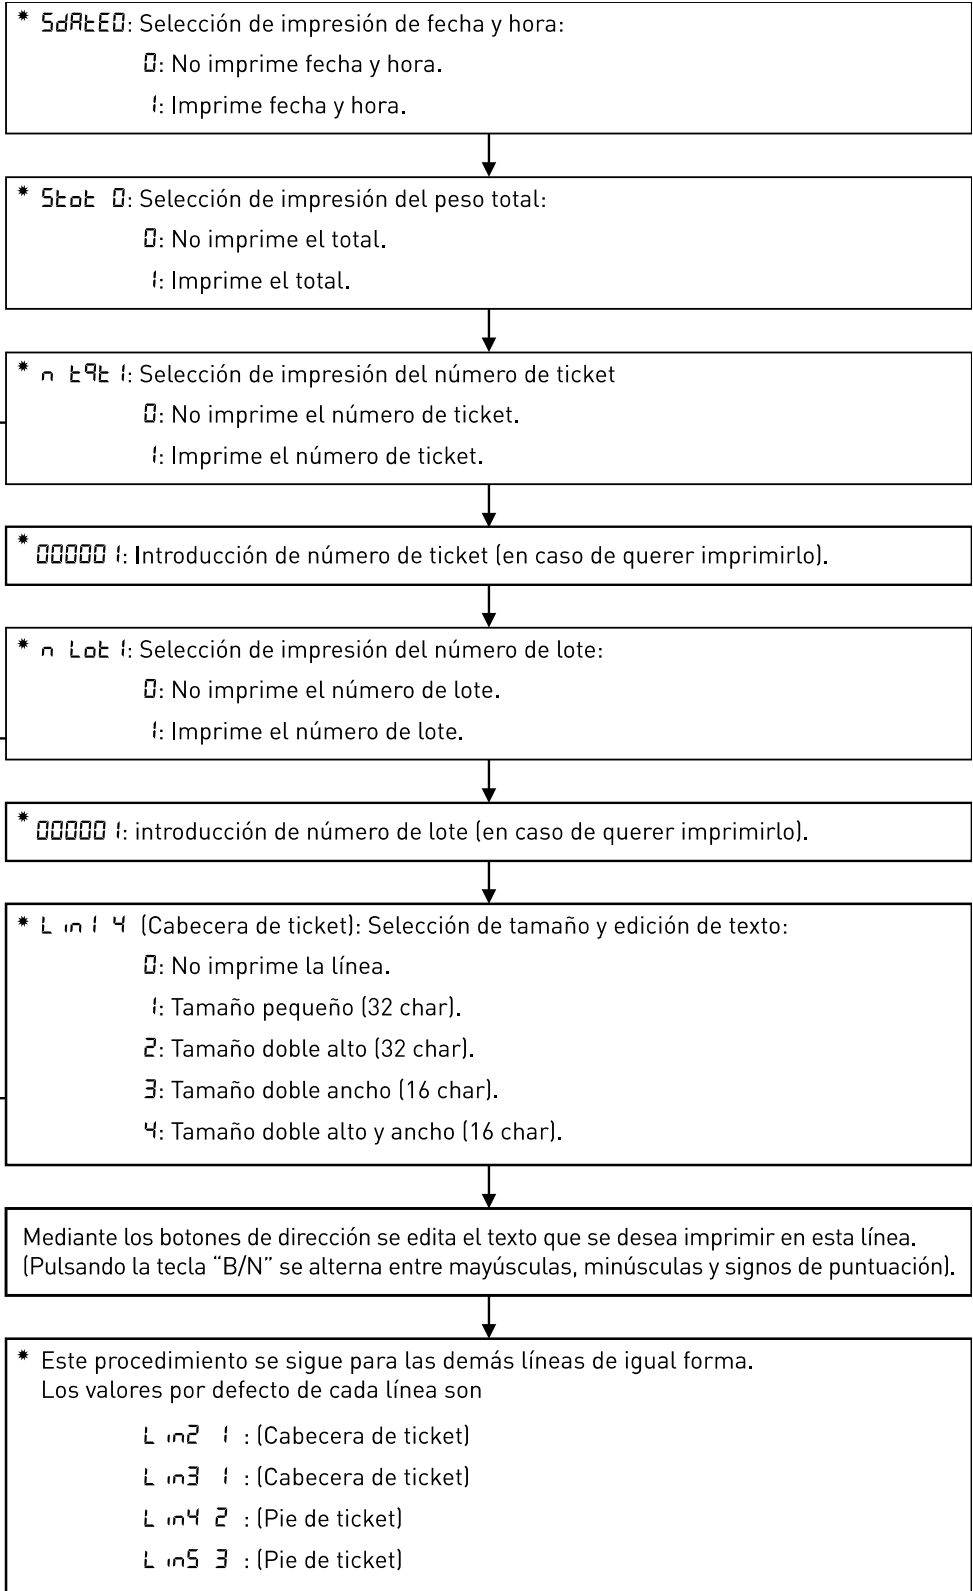 * SdAtE0: Selección de impresión de fecha y hora:
0: No imprime fecha y hora.
1: Imprime fecha y hora.
* Stot 0: Selección de impresión del peso total:
0: No imprime el total.
1: Imprime el total.
* n tqt 1: Selección de impresión del número de ticket
0: No imprime el número de ticket.
1: Imprime el número de ticket.
* 000001: Introducción de número de ticket (en caso de querer imprimirlo).
* n Lot 1: Selección de impresión del número de lote:
0: No imprime el número de lote.
1: Imprime el número de lote.
* 000001: introducción de número de lote (en caso de querer imprimirlo).
* Lin1 4 (Cabecera de ticket): Selección de tamaño y edición de texto:
0: No imprime la línea.
1: Tamaño pequeño (32 char).
2: Tamaño doble alto (32 char).
3: Tamaño doble ancho (16 char).
4: Tamaño doble alto y ancho (16 char).
Mediante los botones de dirección se edita el texto que se desea imprimir en esta línea.
(Pulsando la tecla “B/N” se alterna entre mayúsculas, minúsculas y signos de puntuación).
* Este procedimiento se sigue para las demás líneas de igual forma.
Los valores por defecto de cada línea son
Lin2 1 : (Cabecera de ticket)
Lin3 1 : (Cabecera de ticket)
Lin4 2 : (Pie de ticket)
Lin5 3 : (Pie de ticket)